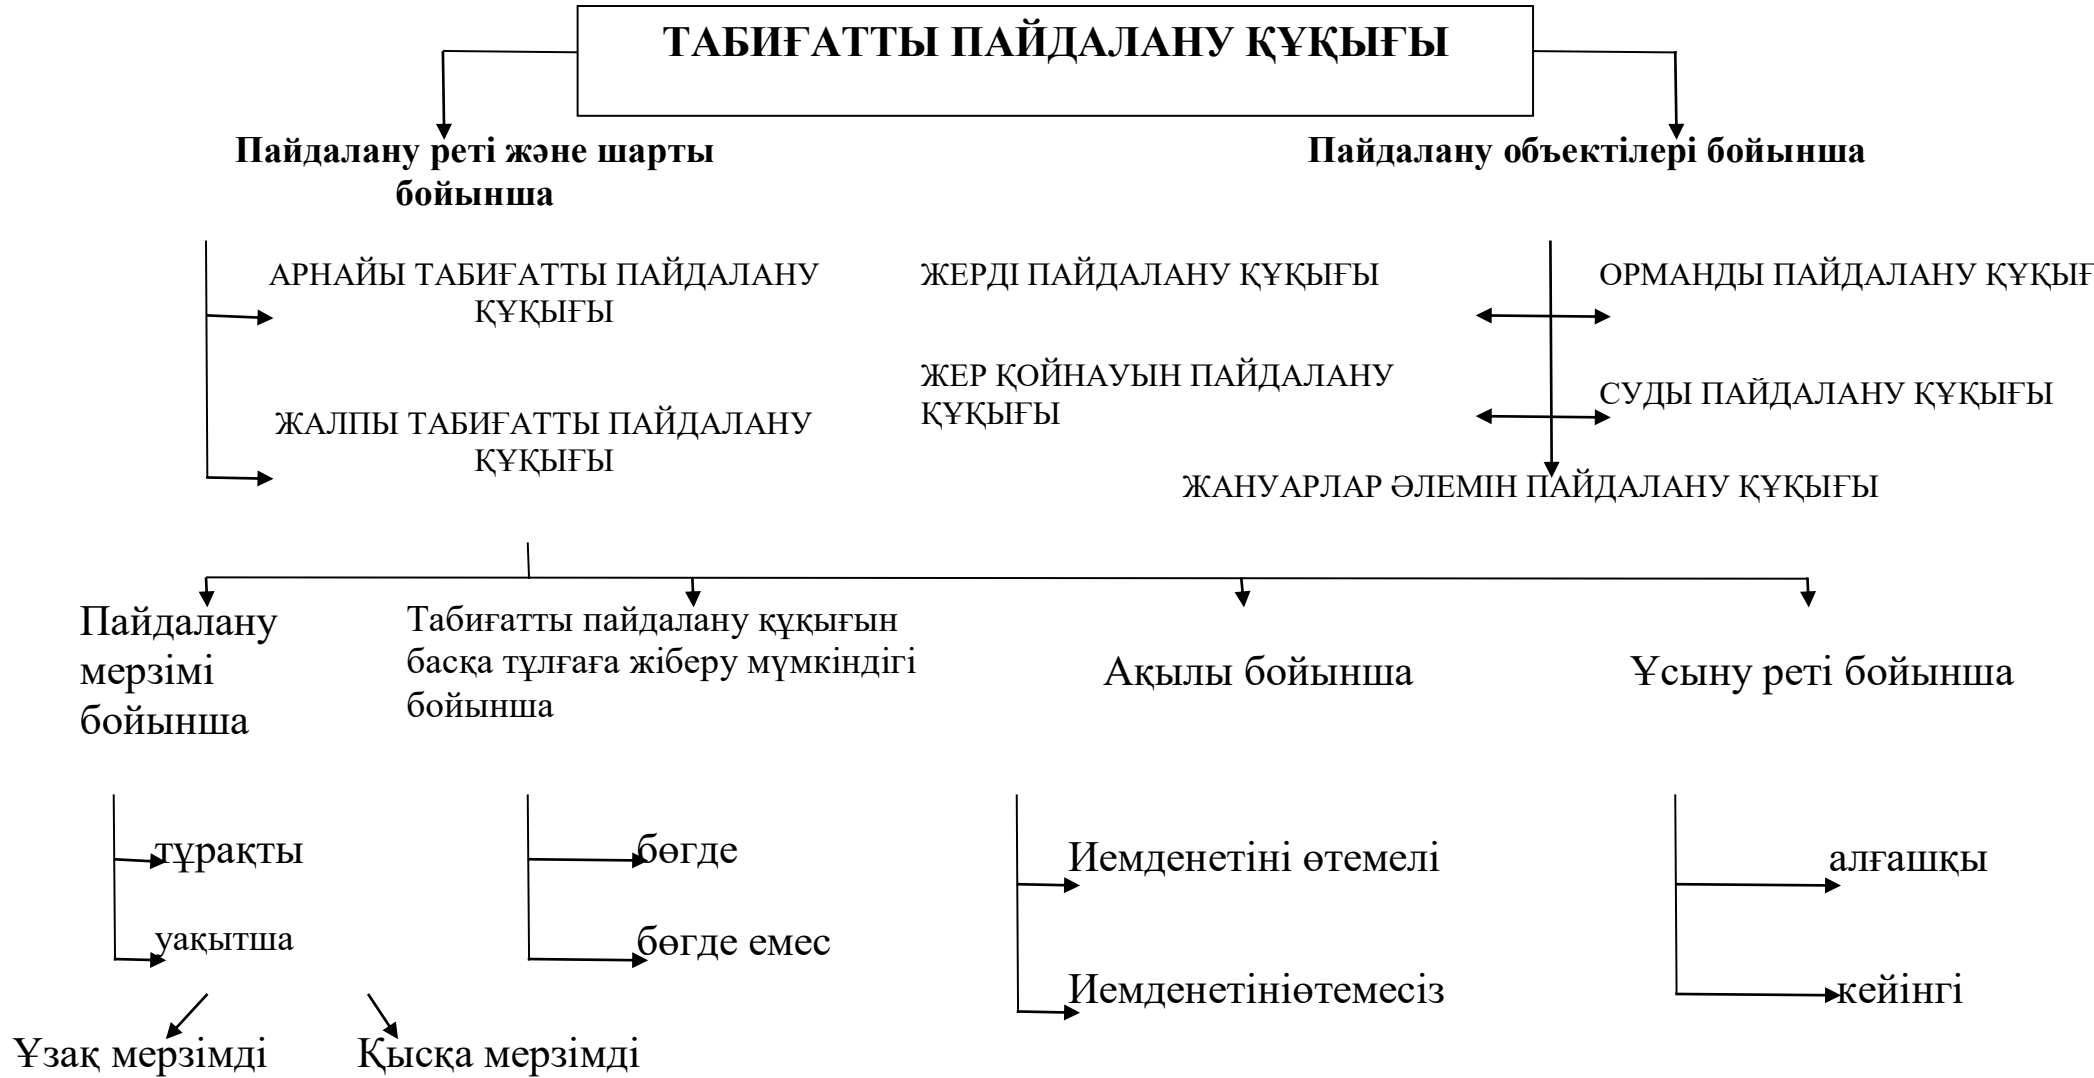 ТАБИҒАТТЫ ПАЙДАЛАНУ ҚҰҚЫҒЫ
Пайдалану реті және шарты
бойынша
Пайдалану объектілері бойынша
АРНАЙЫ ТАБИҒАТТЫ ПАЙДАЛАНУ
ҚҰҚЫҒЫ
ЖАЛПЫ ТАБИҒАТТЫ ПАЙДАЛАНУ
ҚҰҚЫҒЫ
ЖЕРДІ ПАЙДАЛАНУ ҚҰҚЫҒЫ
ОРМАНДЫ ПАЙДАЛАНУ ҚҰҚЫҒ
ЖЕР ҚОЙНАУЫН ПАЙДАЛАНУ
ҚҰҚЫҒЫ
СУДЫ ПАЙДАЛАНУ ҚҰҚЫҒЫ
ЖАНУАРЛАР ӘЛЕМІН ПАЙДАЛАНУ ҚҰҚЫҒЫ
Пайдалану
мерзімі
бойынша
Табиғатты пайдалану құқығын
басқа тұлғаға жіберу мүмкіндігі
бойынша
Ақылы бойынша
Ұсыну реті бойынша
тұрақты
уақытша
Ұзақ мерзімді
Қысқа мерзімді
бөгде
бөгде емес
Иемденетіні өтемелі
Иемденетініөтемесіз
алғашқы
кейінгі